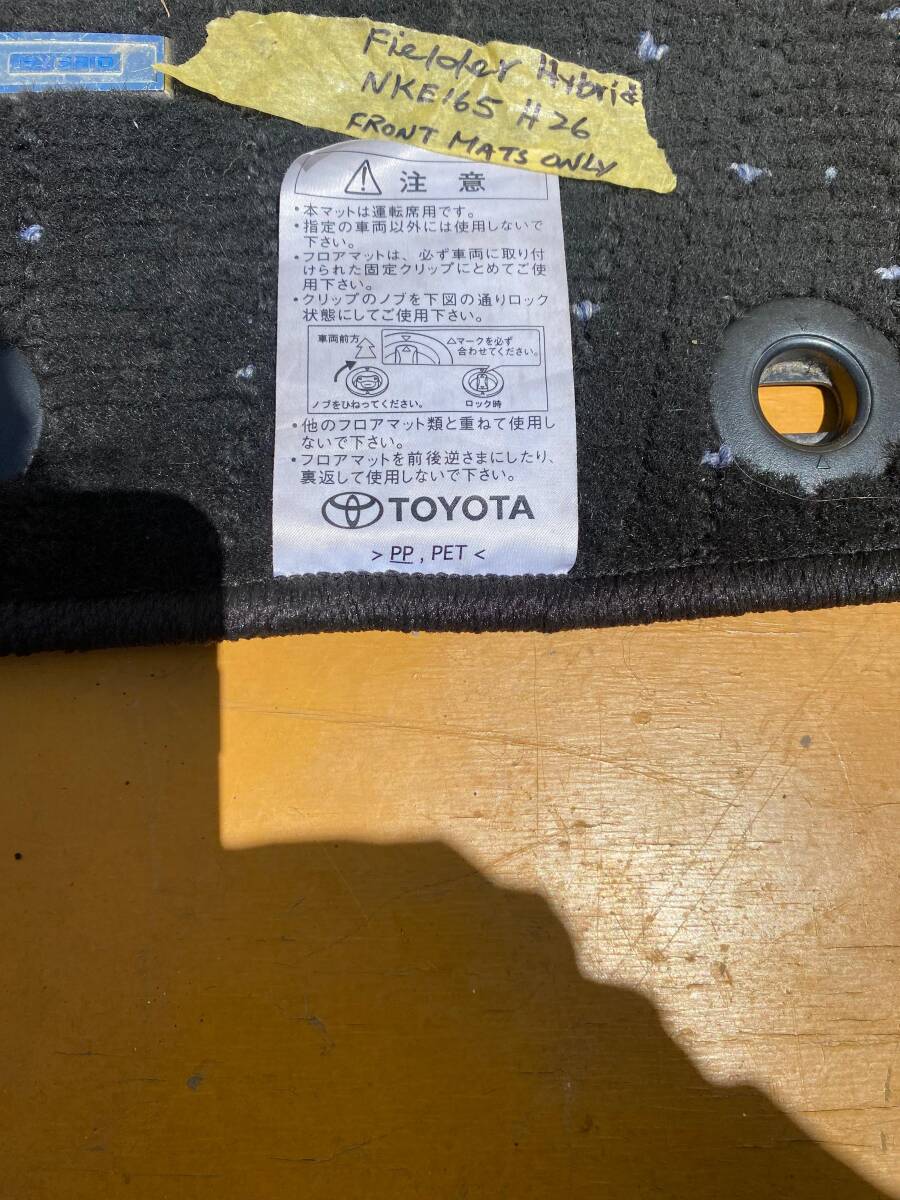 HYBRID
Fielder Hybrid
NKE165 H26
FRONT MATS ONLY
注意
・本マットは運転席用です。
・指定の車両以外には使用しないで
下さい。
・フロアマットは、必ず車両に取り付
けられた固定クリップにとめてご使
用下さい。
・クリップのノブを下図の通りロック
状態にしてご使用下さい。
車両前方
△マークを必ず
合わせてください。
ノブをひねってください。
ロック時
・他のフロアマット類と重ねて使用し
ないで下さい。
・フロアマットを前後逆さまにしたり、
裏返して使用しないで下さい。
TOYOTA
> PP , PET <